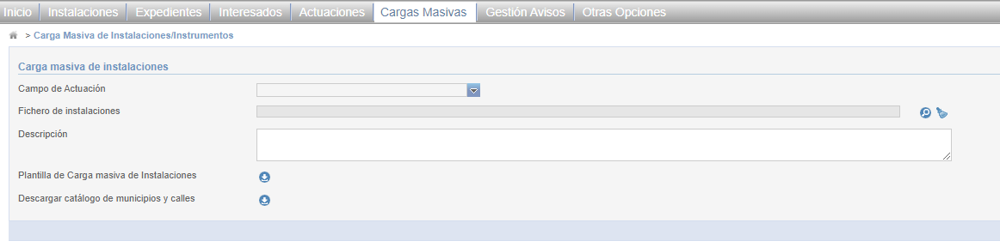 Inicio Instalaciones Expedientes Interesados Actuaciones Cargas Masivas Gestión Avisos Otras Opciones
> Carga Masiva de Instalaciones/Instrumentos
Carga masiva de instalaciones
Campo de Actuación
Fichero de instalaciones
Descripción
Plantilla de Carga masiva de Instalaciones
Descargar catálogo de municipios y calles